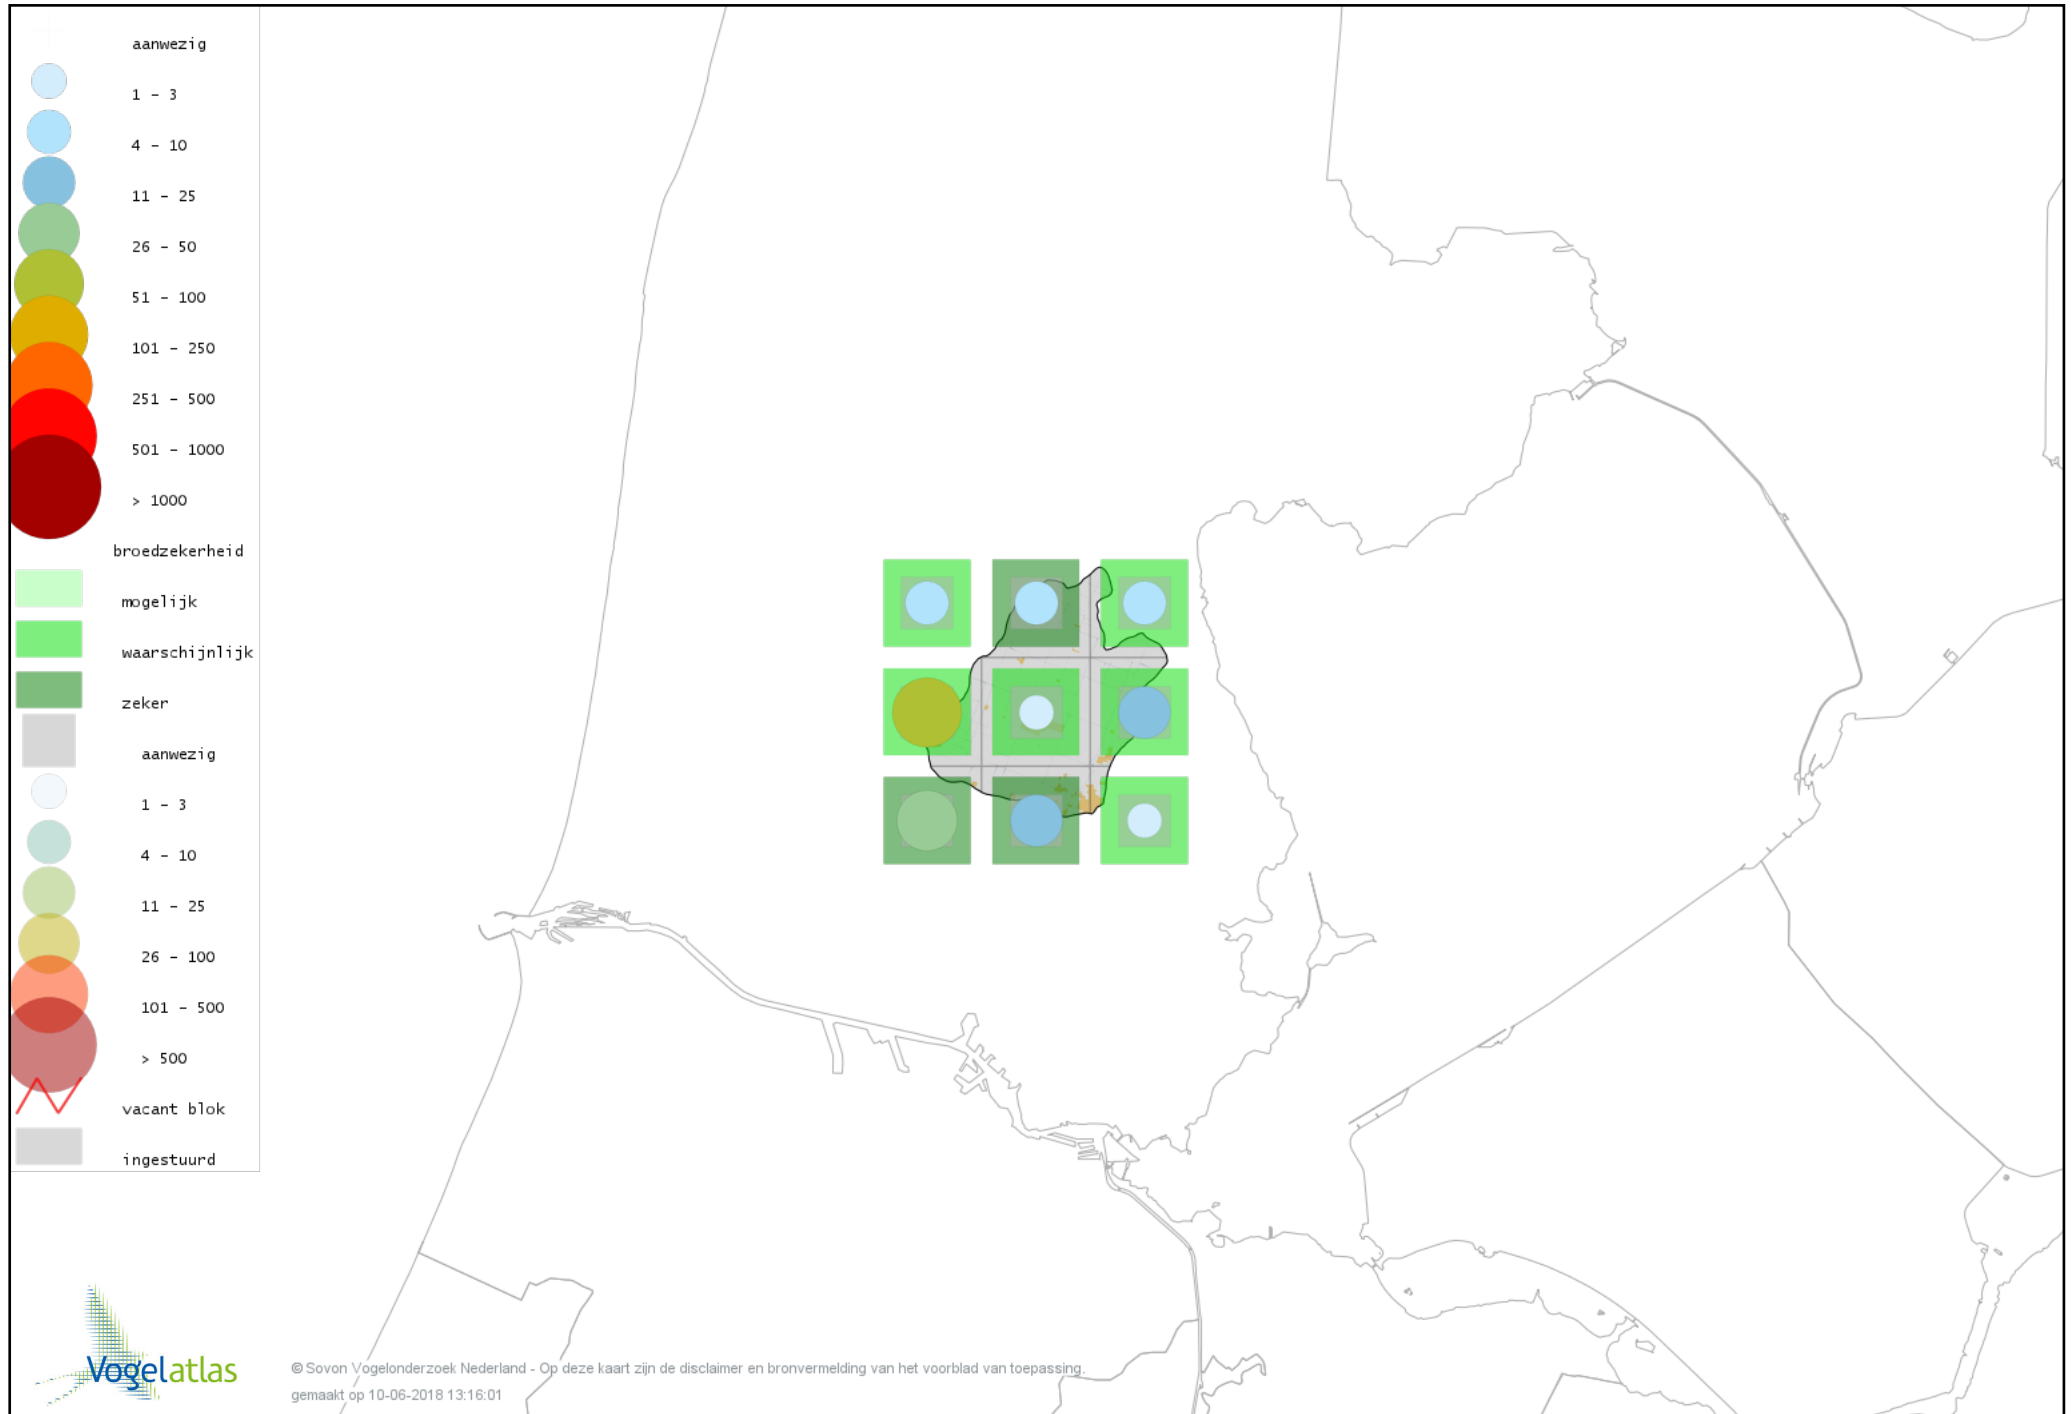 aanwezig
1 - 3
4 - 10
11 - 25
26 - 50
51 - 100
101 - 250
251 - 500
501 - 1000
> 1000
broedzekerheid
mogelijk
waarschijnlijk
zeker
aanwezig
1 - 3
4 - 10
11 - 25
26 - 100
101 - 500
> 500
vacant blok
ingestuurd
Vogelatlas
© Sovon Vogelonderzoek Nederland - Op deze kaart zijn de disclaimer en bronvermelding van het voorblad van toepassing.
gemaakt op 10-06-2018 13:16:01